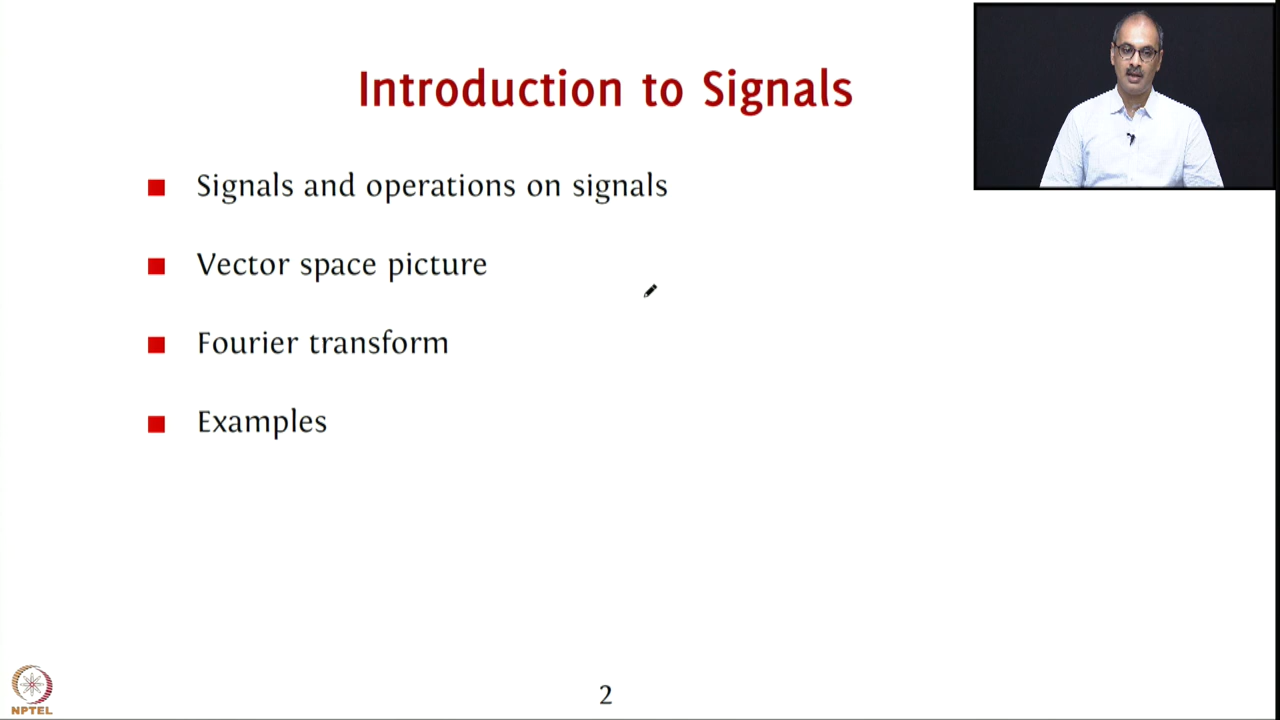 Introduction to Signals
Signals and operations on signals
Vector space picture
Fourier transform
Examples
2
NPTEL